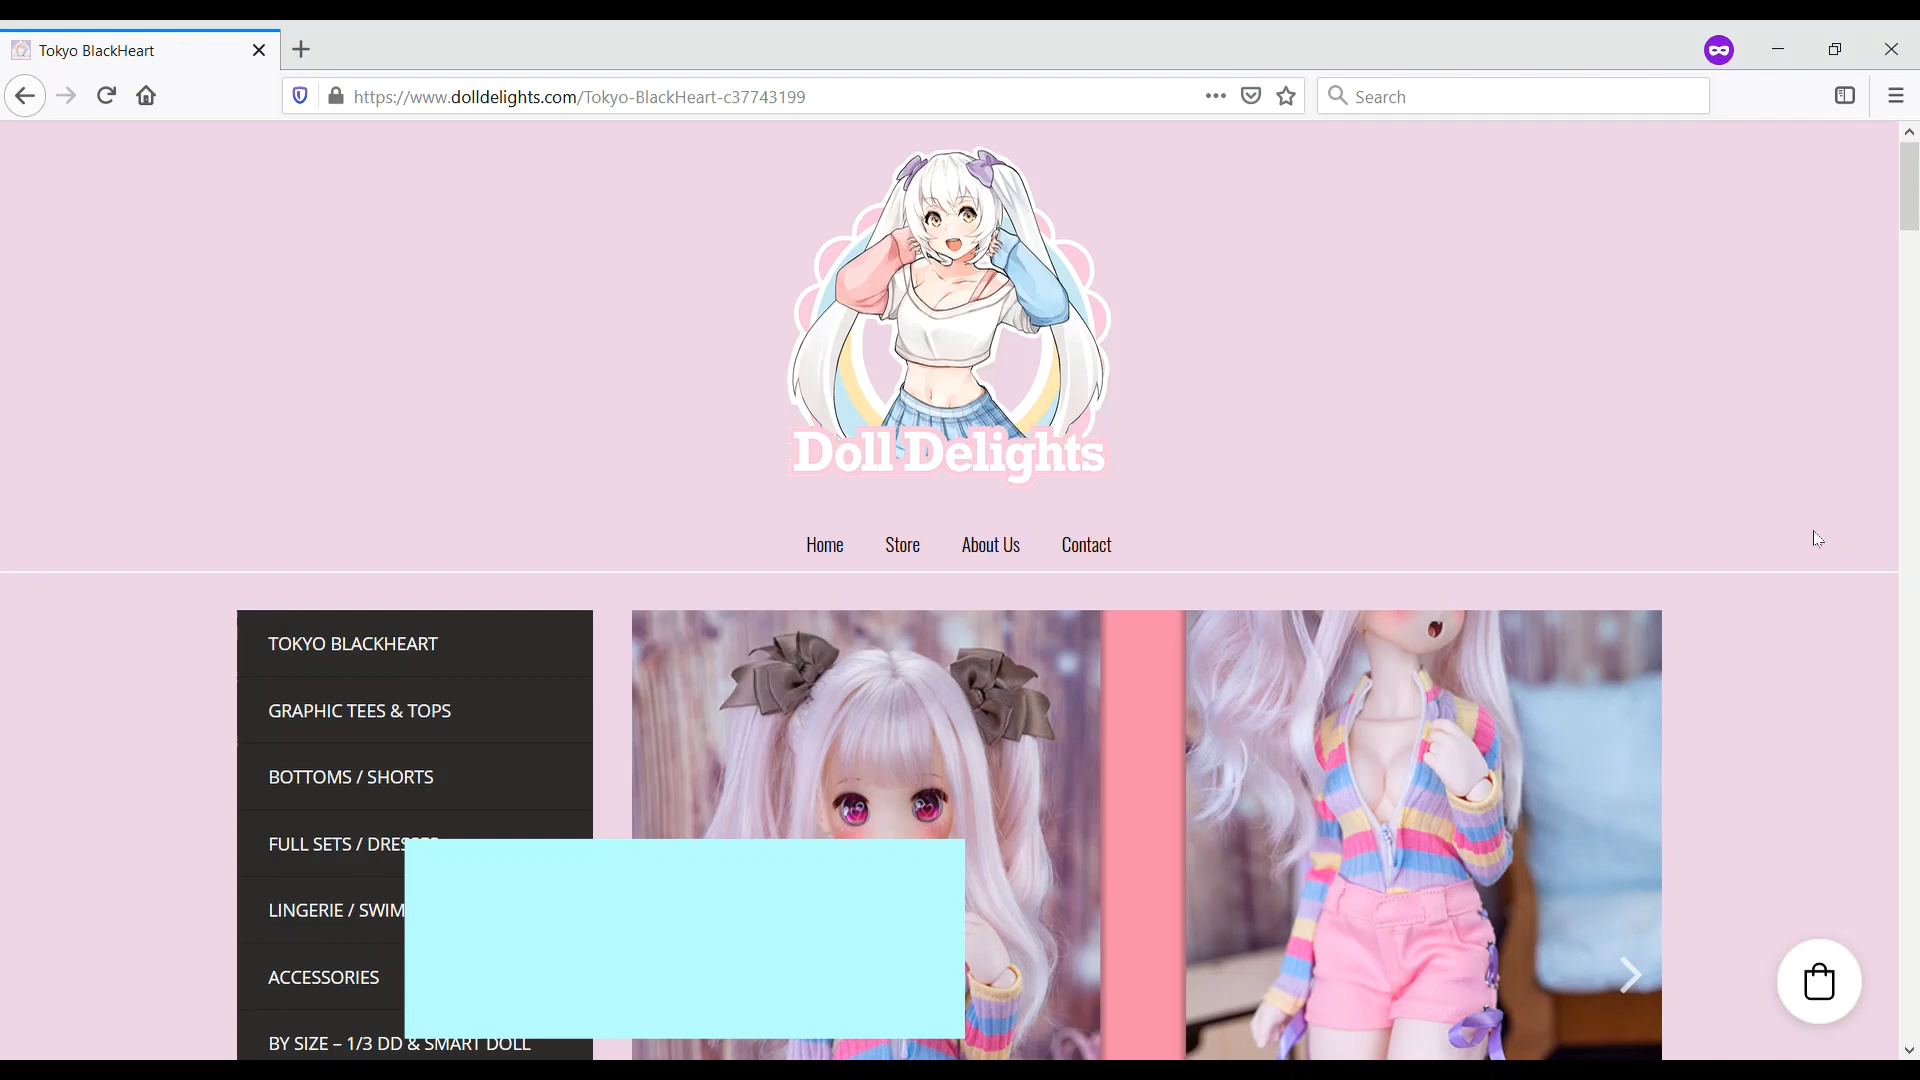 Tokyo BlackHeart
https://www.dolldelights.com/Tokyo-BlackHeart-c37743199
Search
Doll Delights
Home
Store
About Us
Contact
TOKYO BLACKHEART
GRAPHIC TEES & TOPS
BOTTOMS / SHORTS
FULL SETS /
LINGERIE / SWIM
ACCESSORIES
BY SIZE – 1/3 DD & SMART DOLL